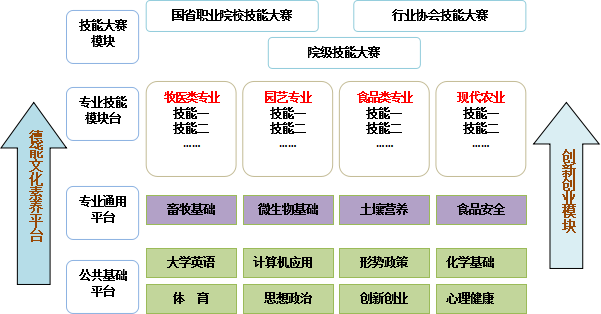 技能大赛
模块
国省职业院校技能大赛
行业协会技能大赛
院级技能大赛
专业技能
模块台
牧医类专业
技能一
技能二
……
园艺专业
技能一
技能二
……
食品类专业
技能一
技能二
……
现代农业
技能一
技能二
……
德能文化素养平台
创新创业模块
专业通用
平台
畜牧基础
微生物基础
土壤营养
食品安全
公共基础
平台
大学英语
计算机应用
形势政策
化学基础
体 育
思想政治
创新创业
心理健康